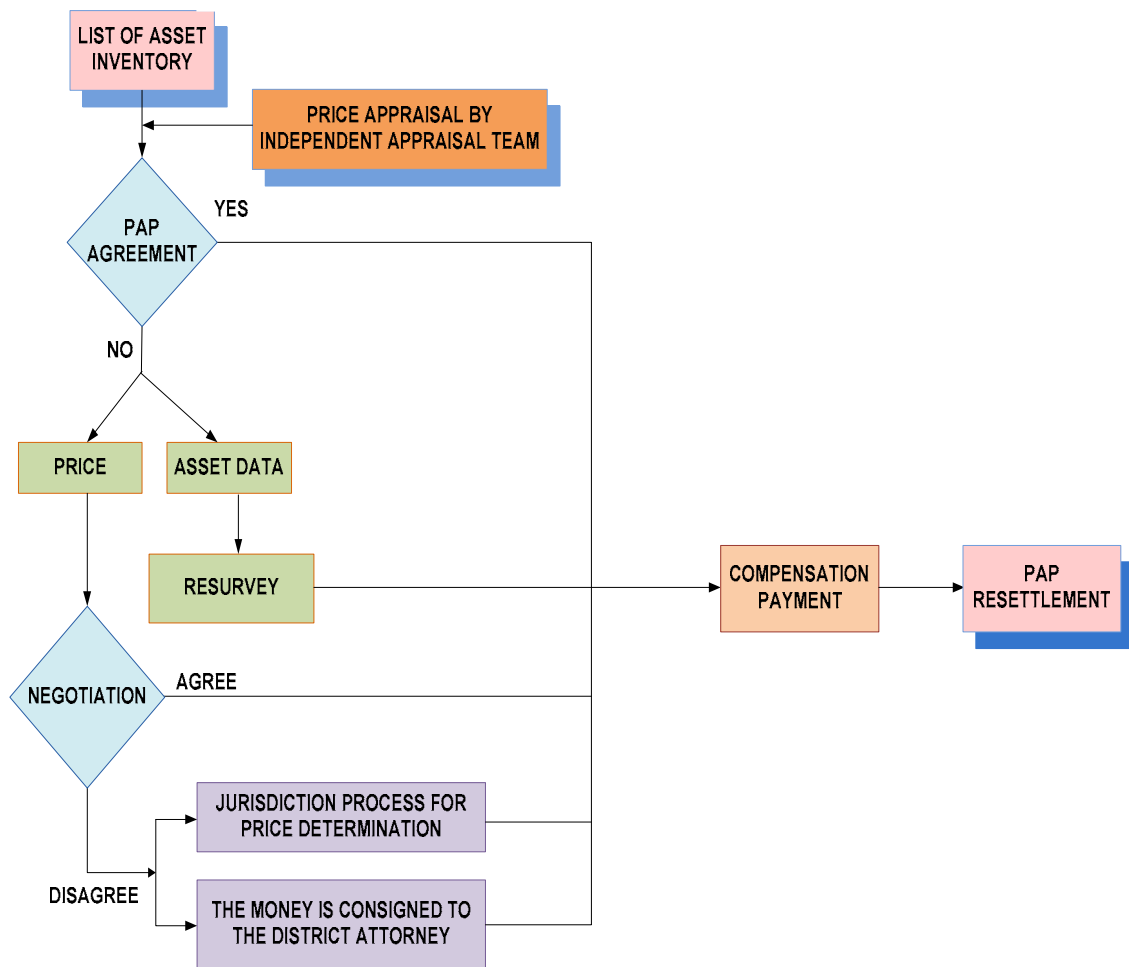 LIST OF ASSET
INVENTORY
PRICE APPRAISAL BY
INDEPENDENT APPRAISAL TEAM
YES
PAP
AGREEMENT
NO
PRICE
ASSET DATA
RESURVEY
COMPENSATION
PAYMENT
PAP
RESETTLEMENT
NEGOTIATION
AGREE
JURISDICTION PROCESS FOR
PRICE DETERMINATION
DISAGREE
THE MONEY IS CONSIGNED TO
THE DISTRICT ATTORNEY